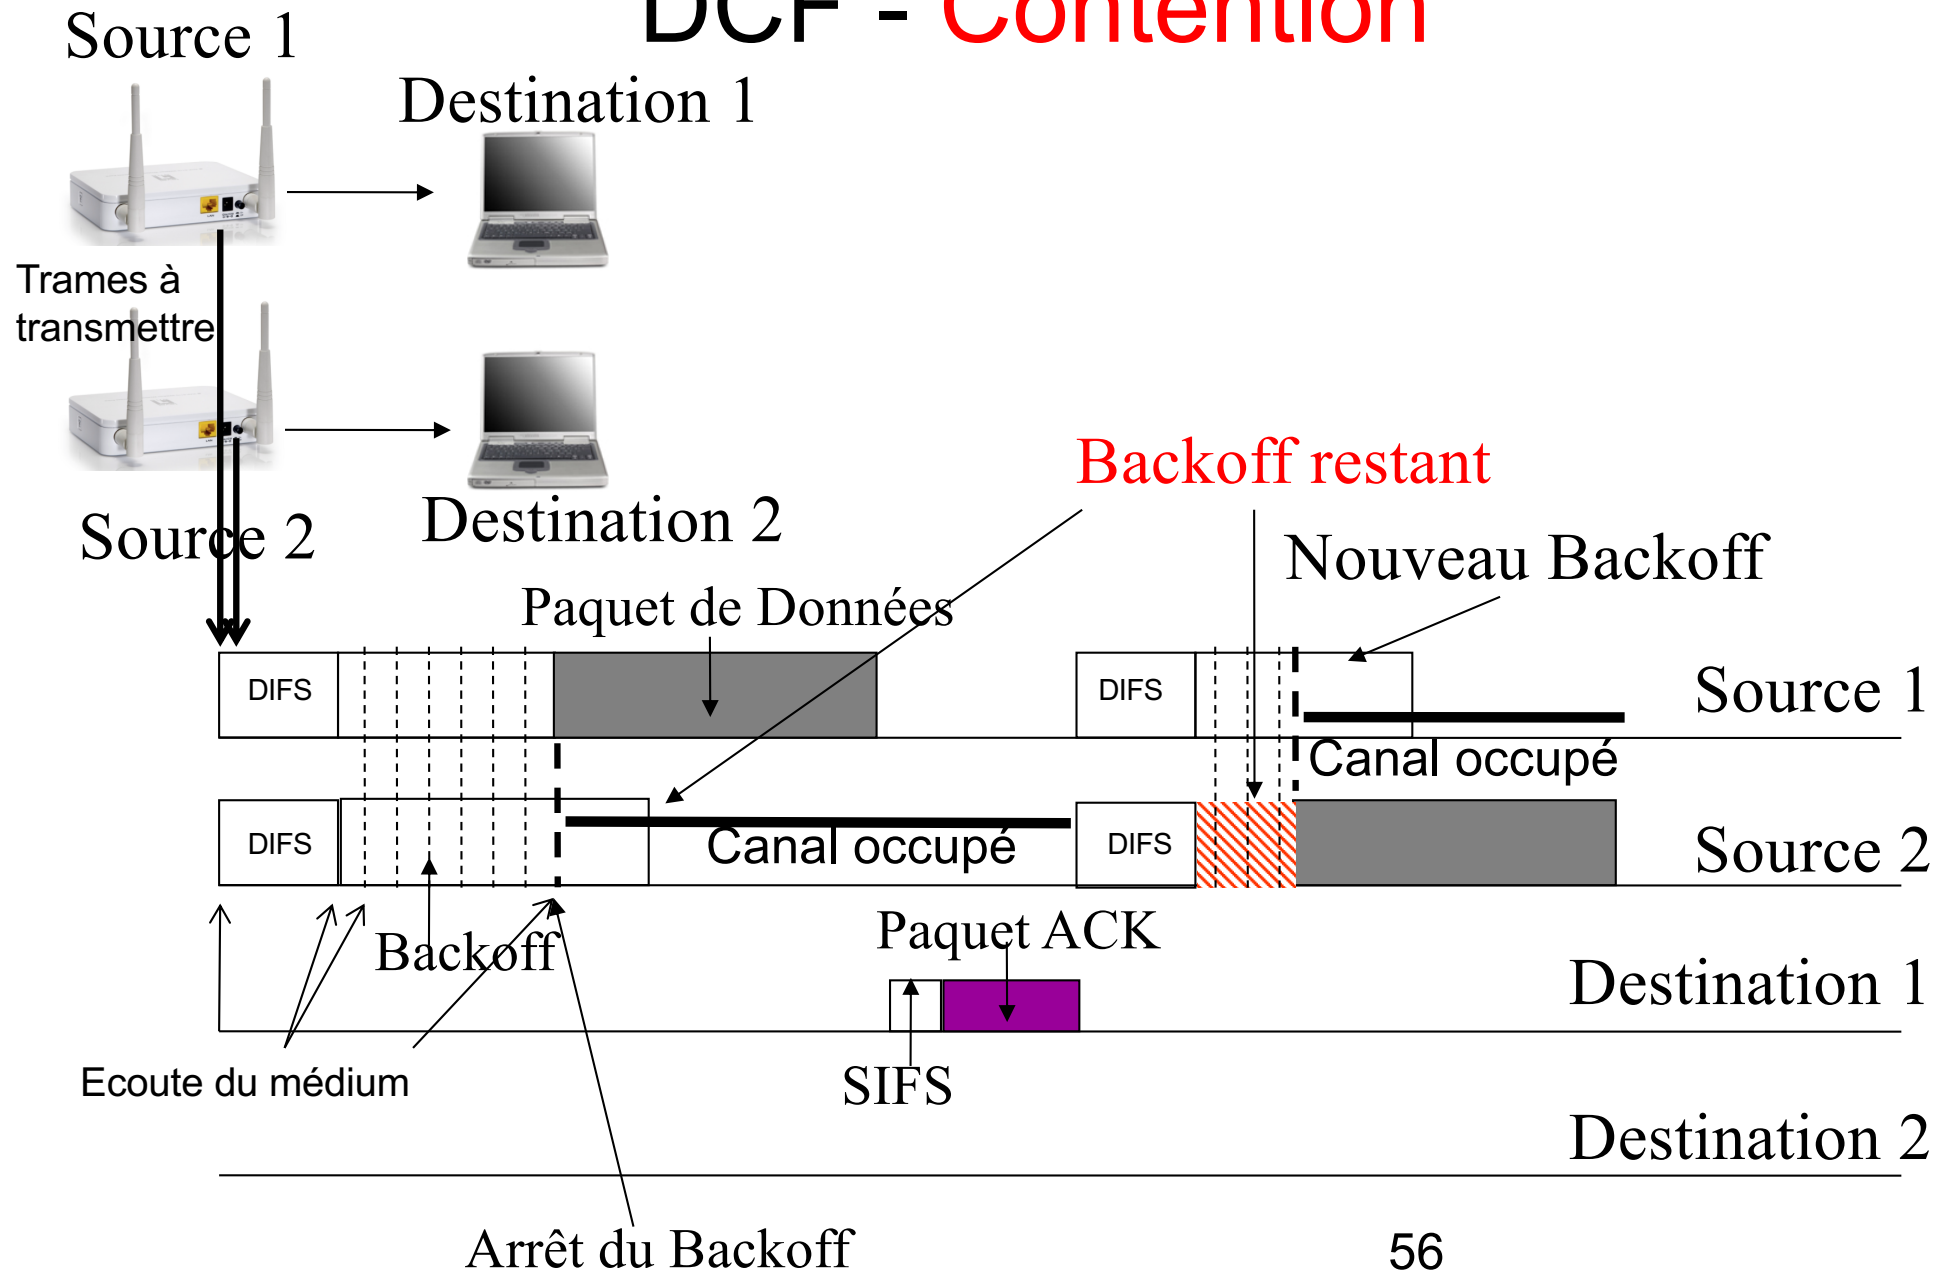 DCF - Contention
Source 1
Destination 1
Trames à
transmettre
Source 2
Destination 2
Backoff restant
Nouveau Backoff
Paquet de Données
DIFS
DIFS
Source 1
Canal occupé
DIFS
Canal occupé
DIFS
Source 2
Backoff
Paquet ACK
Destination 1
Ecoute du médium
SIFS
Destination 2
Arrêt du Backoff
56